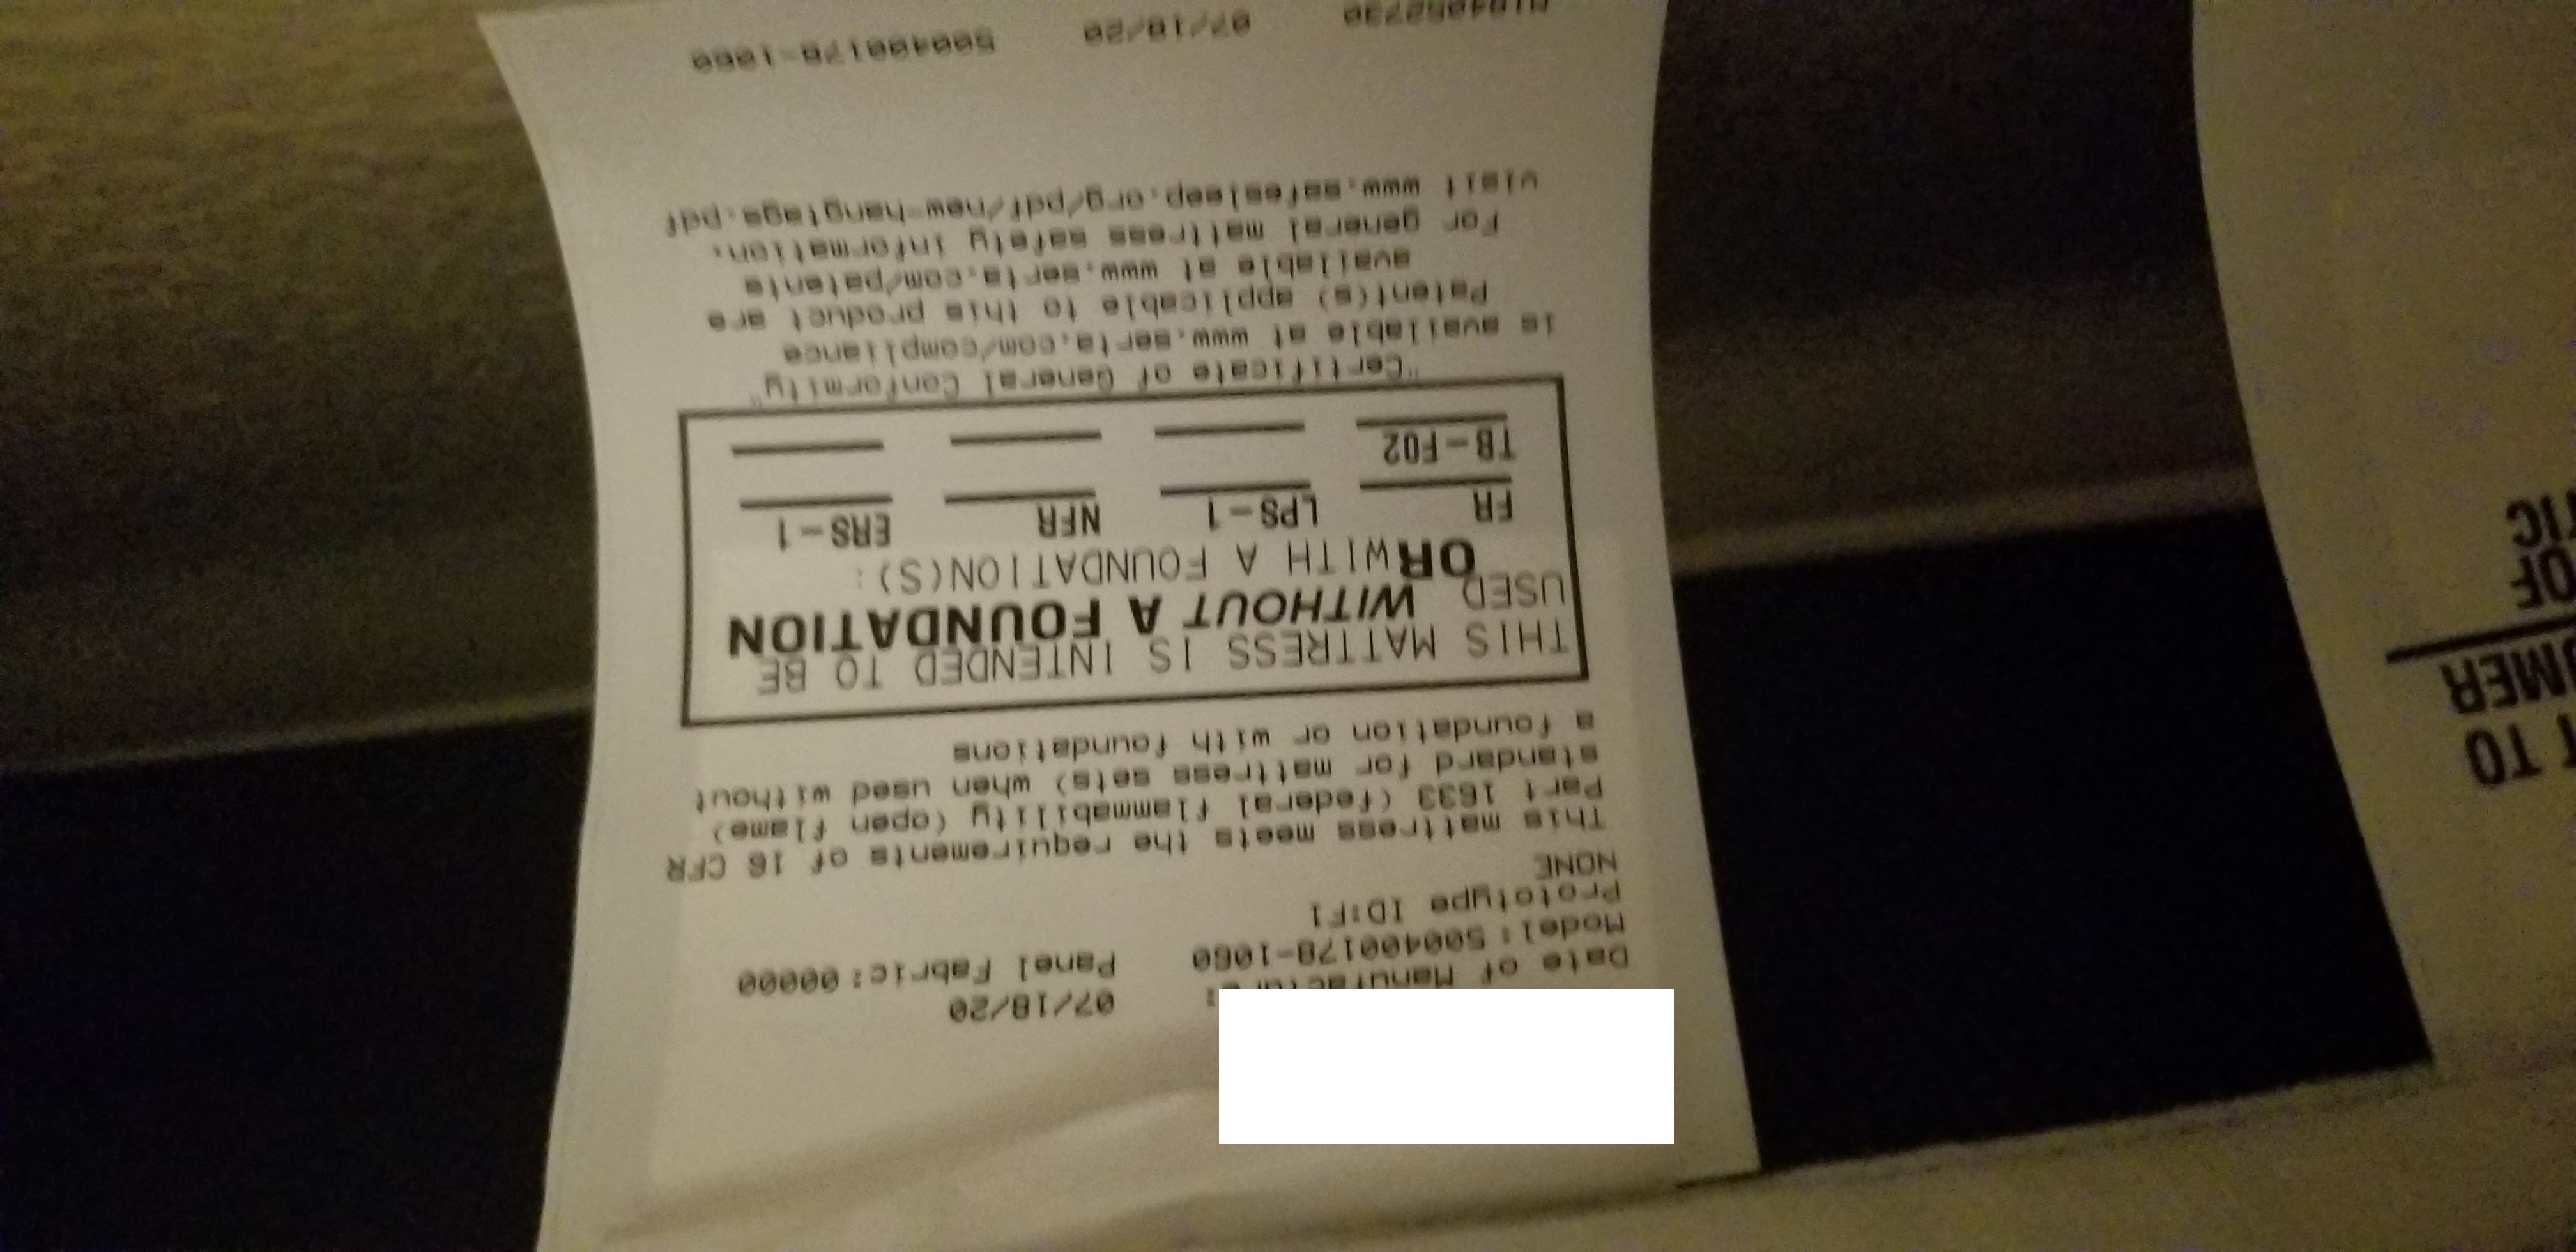 Date of Manufacture: 07/18/20
Model:500400178-1060 Panel Fabric:00000
Prototype ID:F1
NONE
This mattress meets the requirements of 16 CFR
Part 1633 (federal flammability (open flame)
standard for mattress sets) when used without
a foundation or with foundations
THIS MATTRESS IS INTENDED TO BE
USED WITHOUT A FOUNDATION
OR WITH A FOUNDATION(S):
FR LPS-1 NFR ERS-1
TB-F02
"Certificate of General Conformity"
is available at www.serta.com/compliance
Patent(s) applicable to this product are
available at www.serta.com/patents
For general mattress safety information.
visit www.safesleep.org/pdf/new-hangtags.pdf
07/18/20 500400178-1060
TO
UMER
OF
TIC